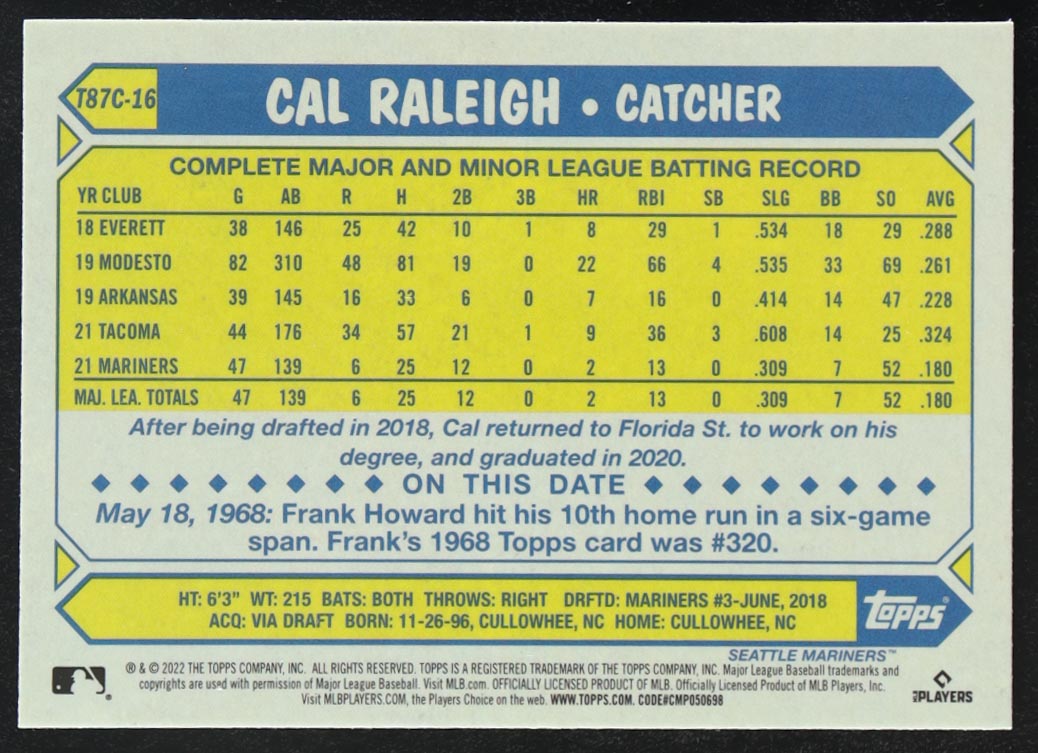 T87C-16
CAL RALEIGH • CATCHER
COMPLETE MAJOR AND MINOR LEAGUE BATTING RECORD
YR CLUB G AB R H 2B 3B HR RBI SB SLG BB SO AVG
18 EVERETT 38 146 25 42 10 1 8 29 1 .534 18 29 .288
19 MODESTO 82 310 48 81 19 0 22 66 4 .535 33 69 .261
19 ARKANSAS 39 145 16 33 6 0 7 16 0 .414 14 47 .228
21 TACOMA 44 176 34 57 21 1 9 36 3 .608 14 25 .324
21 MARINERS 47 139 6 25 12 0 2 13 0 .309 7 52 .180
MAJ. LEA. TOTALS 47 139 6 25 12 0 2 13 0 .309 7 52 .180
After being drafted in 2018, Cal returned to Florida St. to work on his
degree, and graduated in 2020.
ON THIS DATE
May 18, 1968: Frank Howard hit his 10th home run in a six-game
span. Frank's 1968 Topps card was #320.
HT: 6'3" WT: 215 BATS: BOTH THROWS: RIGHT DRFTD: MARINERS #3-JUNE, 2018
ACQ: VIA DRAFT BORN: 11-26-96, CULLOWHEE, NC HOME: CULLOWHEE, NC
Topps®
SEATTLE MARINERS™
® & © 2022 THE TOPPS COMPANY, INC. ALL RIGHTS RESERVED. TOPPS IS A REGISTERED TRADEMARK OF THE TOPPS COMPANY, INC. Major League Baseball trademarks and
copyrights are used with permission of Major League Baseball. Visit MLB.com. OFFICIALLY LICENSED PRODUCT OF MLB. Officially Licensed Product of MLB Players, Inc.
Visit MLBPLAYERS.COM, the Players Choice on the web. WWW.TOPPS.COM. CODE#CMP050698
MLB PLAYERS